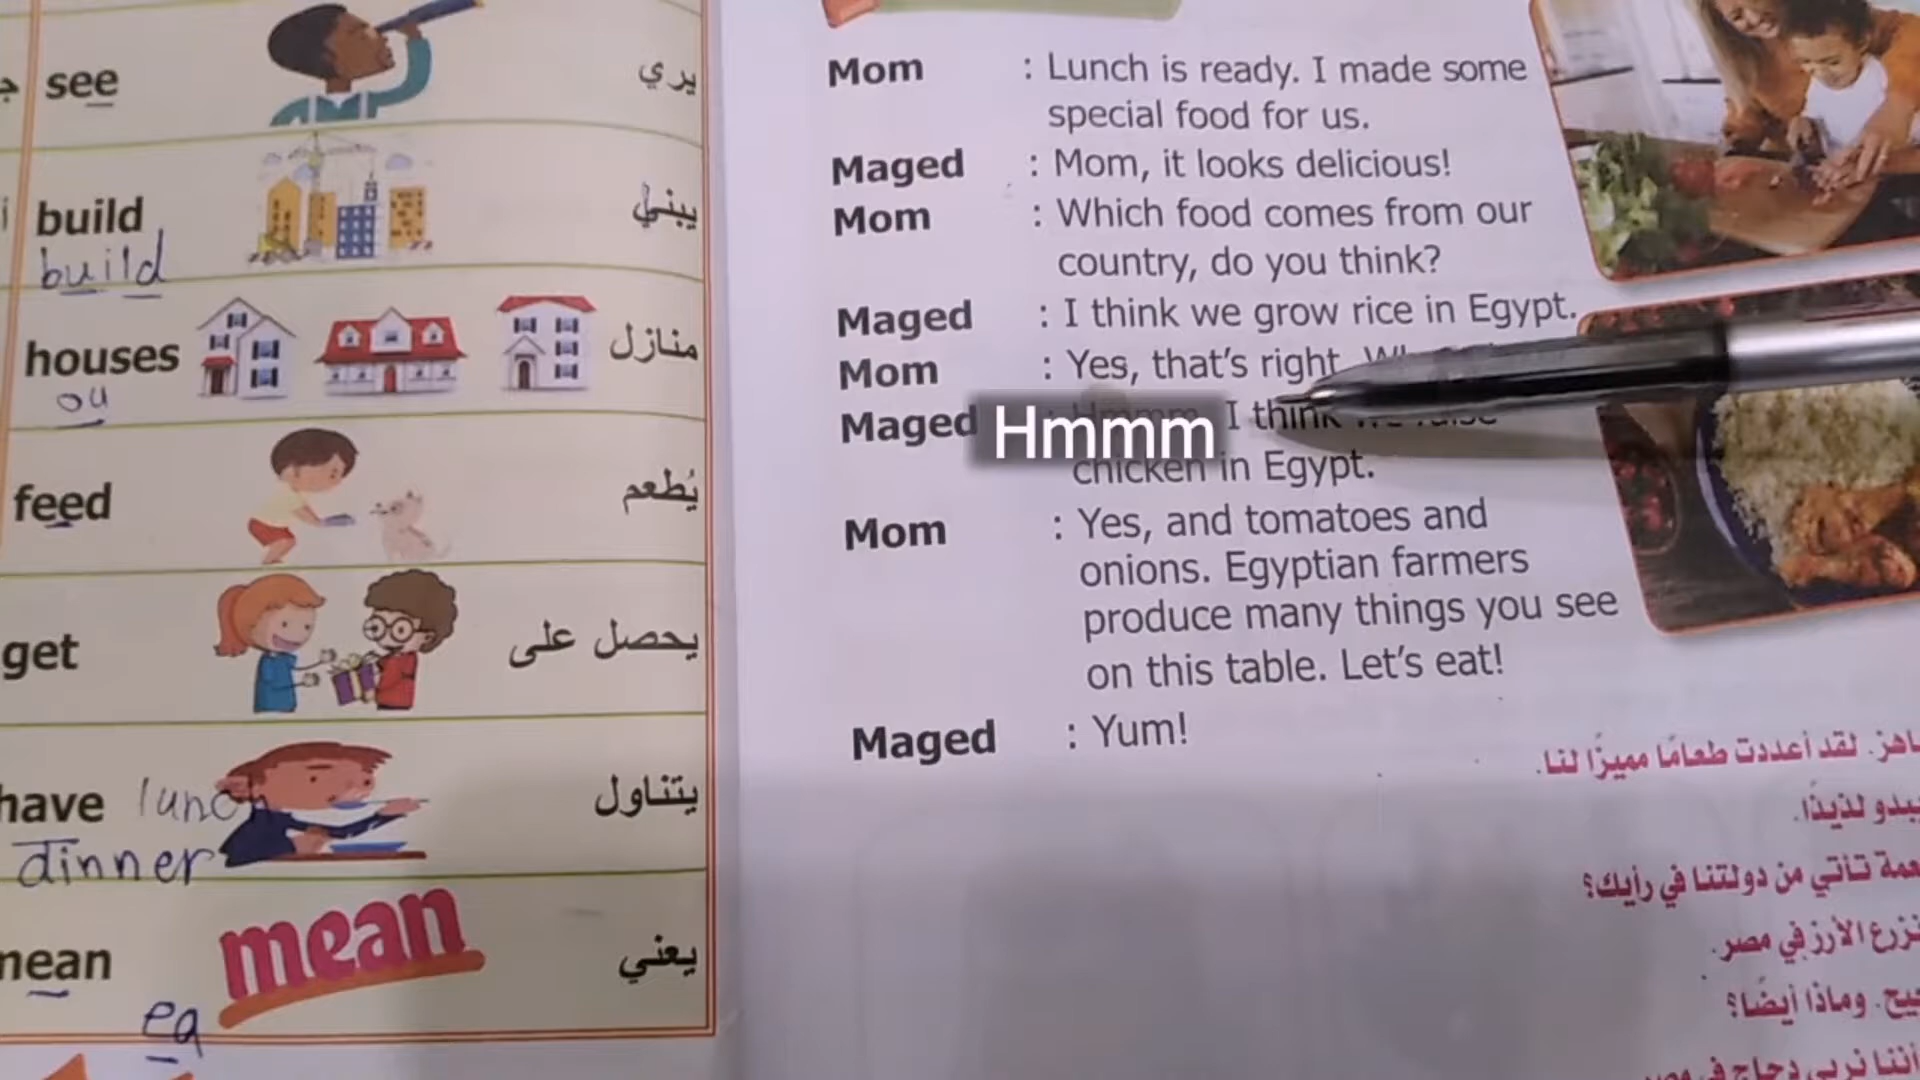 see
يري
build
يبني
build
houses
منازل
ou
feed
يُطعم
get
يحصل على
have lunch
يتناول
dinner
mean
mean
يعني
ea
Mom : Lunch is ready. I made some
special food for us.
Maged : Mom, it looks delicious!
Mom : Which food comes from our
country, do you think?
Maged : I think we grow rice in Egypt.
Mom : Yes, that's right.
Maged Hmmm I think
chicken in Egypt.
Mom : Yes, and tomatoes and
onions. Egyptian farmers
produce many things you see
on this table. Let's eat!
Maged : Yum!
لقد أعددت طعامًا مميزًا لنا.
يبدو لذيذًا.
تأتي من دولتنا في رأيك؟
نزرع الأرز في مصر.
وماذا أيضًا؟
أننا نربي دجاج في